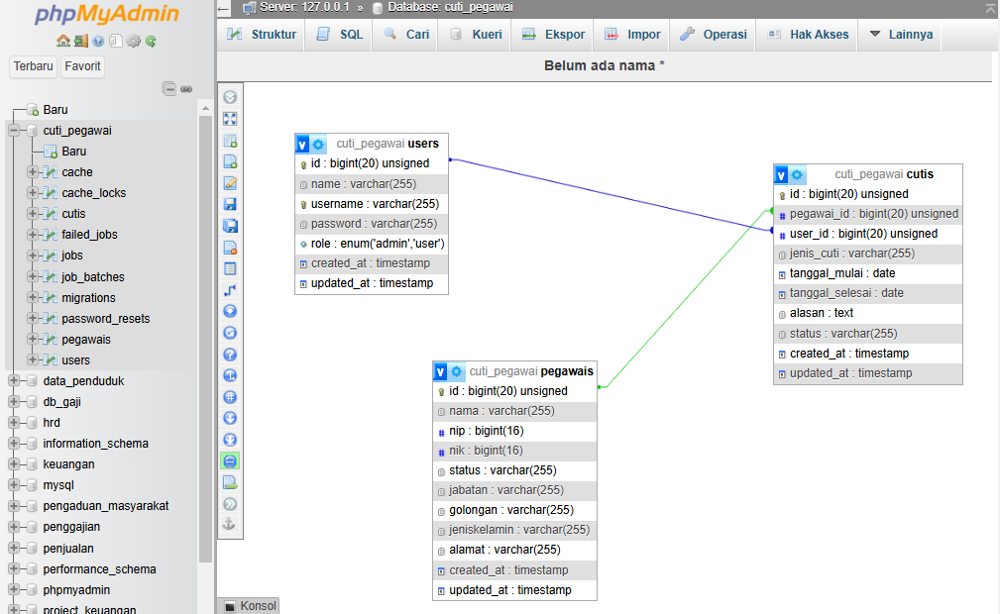 phpMyAdmin
Terbaru Favorit
Baru
cuti_pegawai
Baru
cache
cache_locks
cutis
failed_jobs
jobs
job_batches
migrations
password_resets
pegawais
users
data_penduduk
db_gaji
hrd
information_schema
keuangan
mysql
pengaduan_masyarakat
penggajian
penjualan
performance_schema
phpmyadmin
project_keuangan
Server: 127.0.0.1 » Database: cuti_pegawai
Struktur SQL Cari Kueri Ekspor Impor Operasi Hak Akses Lainnya
Belum ada nama *
v cuti_pegawai users
id : bigint(20) unsigned
name : varchar(255)
username : varchar(255)
password : varchar(255)
role : enum('admin','user')
created_at : timestamp
updated_at : timestamp
v cuti_pegawai cutis
id : bigint(20) unsigned
# pegawai_id : bigint(20) unsigned
# user_id : bigint(20) unsigned
jenis_cuti : varchar(255)
tanggal_mulai : date
tanggal_selesai : date
alasan : text
status : varchar(255)
created_at : timestamp
updated_at : timestamp
v cuti_pegawai pegawais
id : bigint(20) unsigned
nama : varchar(255)
# nip : bigint(16)
# nik : bigint(16)
status : varchar(255)
jabatan : varchar(255)
golongan : varchar(255)
jeniskelamin : varchar(255)
alamat : varchar(255)
created_at : timestamp
updated_at : timestamp
Konsol